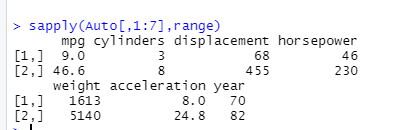 > sapply(Auto[,1:7],range)
      mpg cylinders displacement horsepower
[1,]  9.0         3           68         46
[2,] 46.6         8          455        230
     weight acceleration year
[1,]   1613          8.0   70
[2,]   5140         24.8   82
>